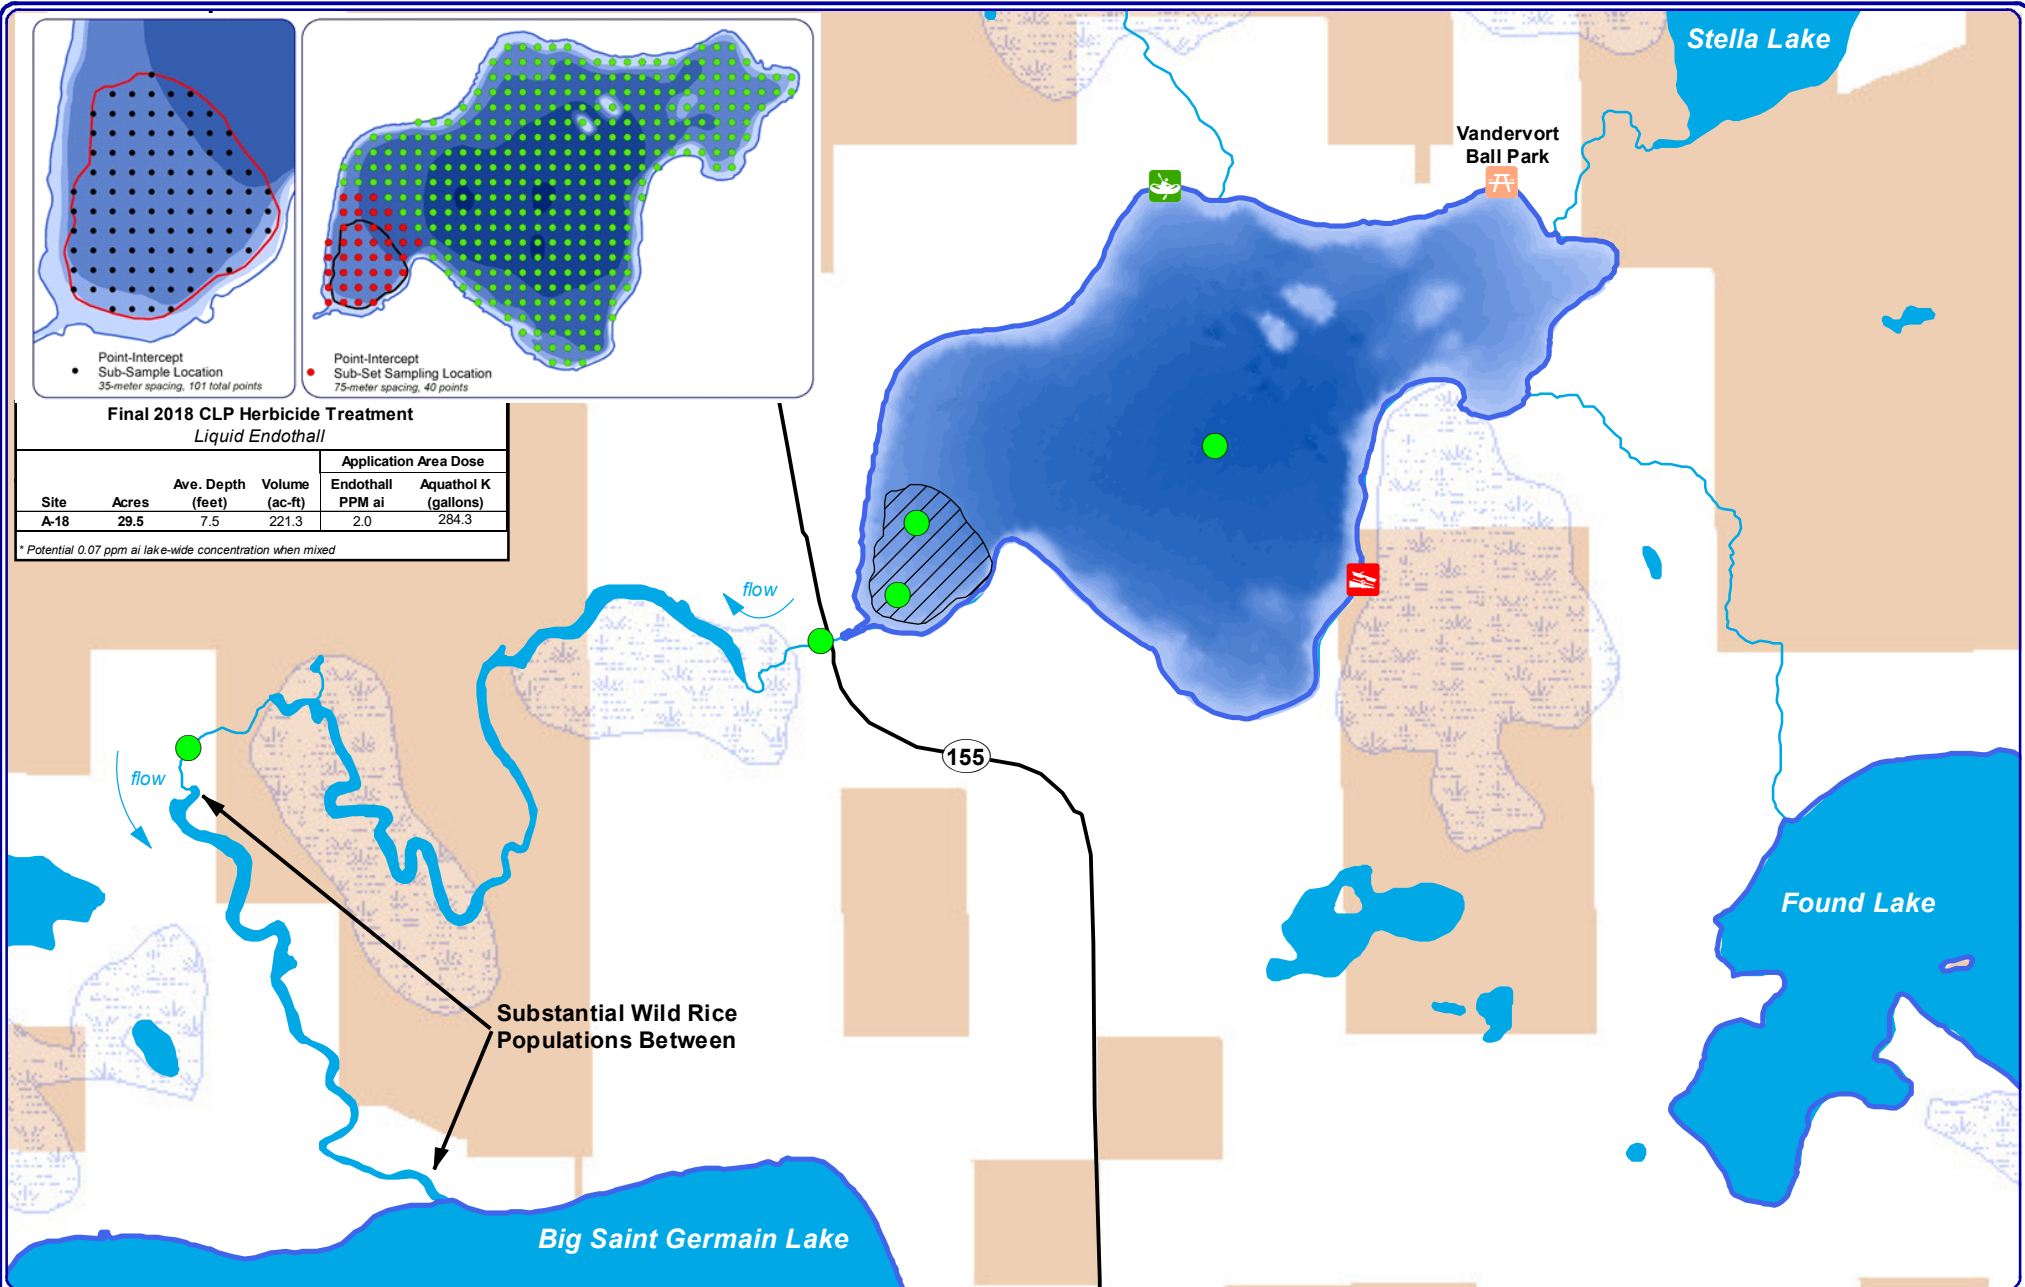 Stella Lake
Vandervort
Ball Park
Point-Intercept
Sub-Sample Location
35-meter spacing, 101 total points
Point-Intercept
Sub-Set Sampling Location
75-meter spacing, 40 points
Final 2018 CLP Herbicide Treatment
Liquid Endothall
Application Area Dose
Site Acres Ave. Depth (feet) Volume (ac-ft) Endothall PPM ai Aquathol K (gallons)
A-18 29.5 7.5 221.3 2.0 284.3
* Potential 0.07 ppm ai lake-wide concentration when mixed
flow
155
flow
Found Lake
Substantial Wild Rice
Populations Between
Big Saint Germain Lake